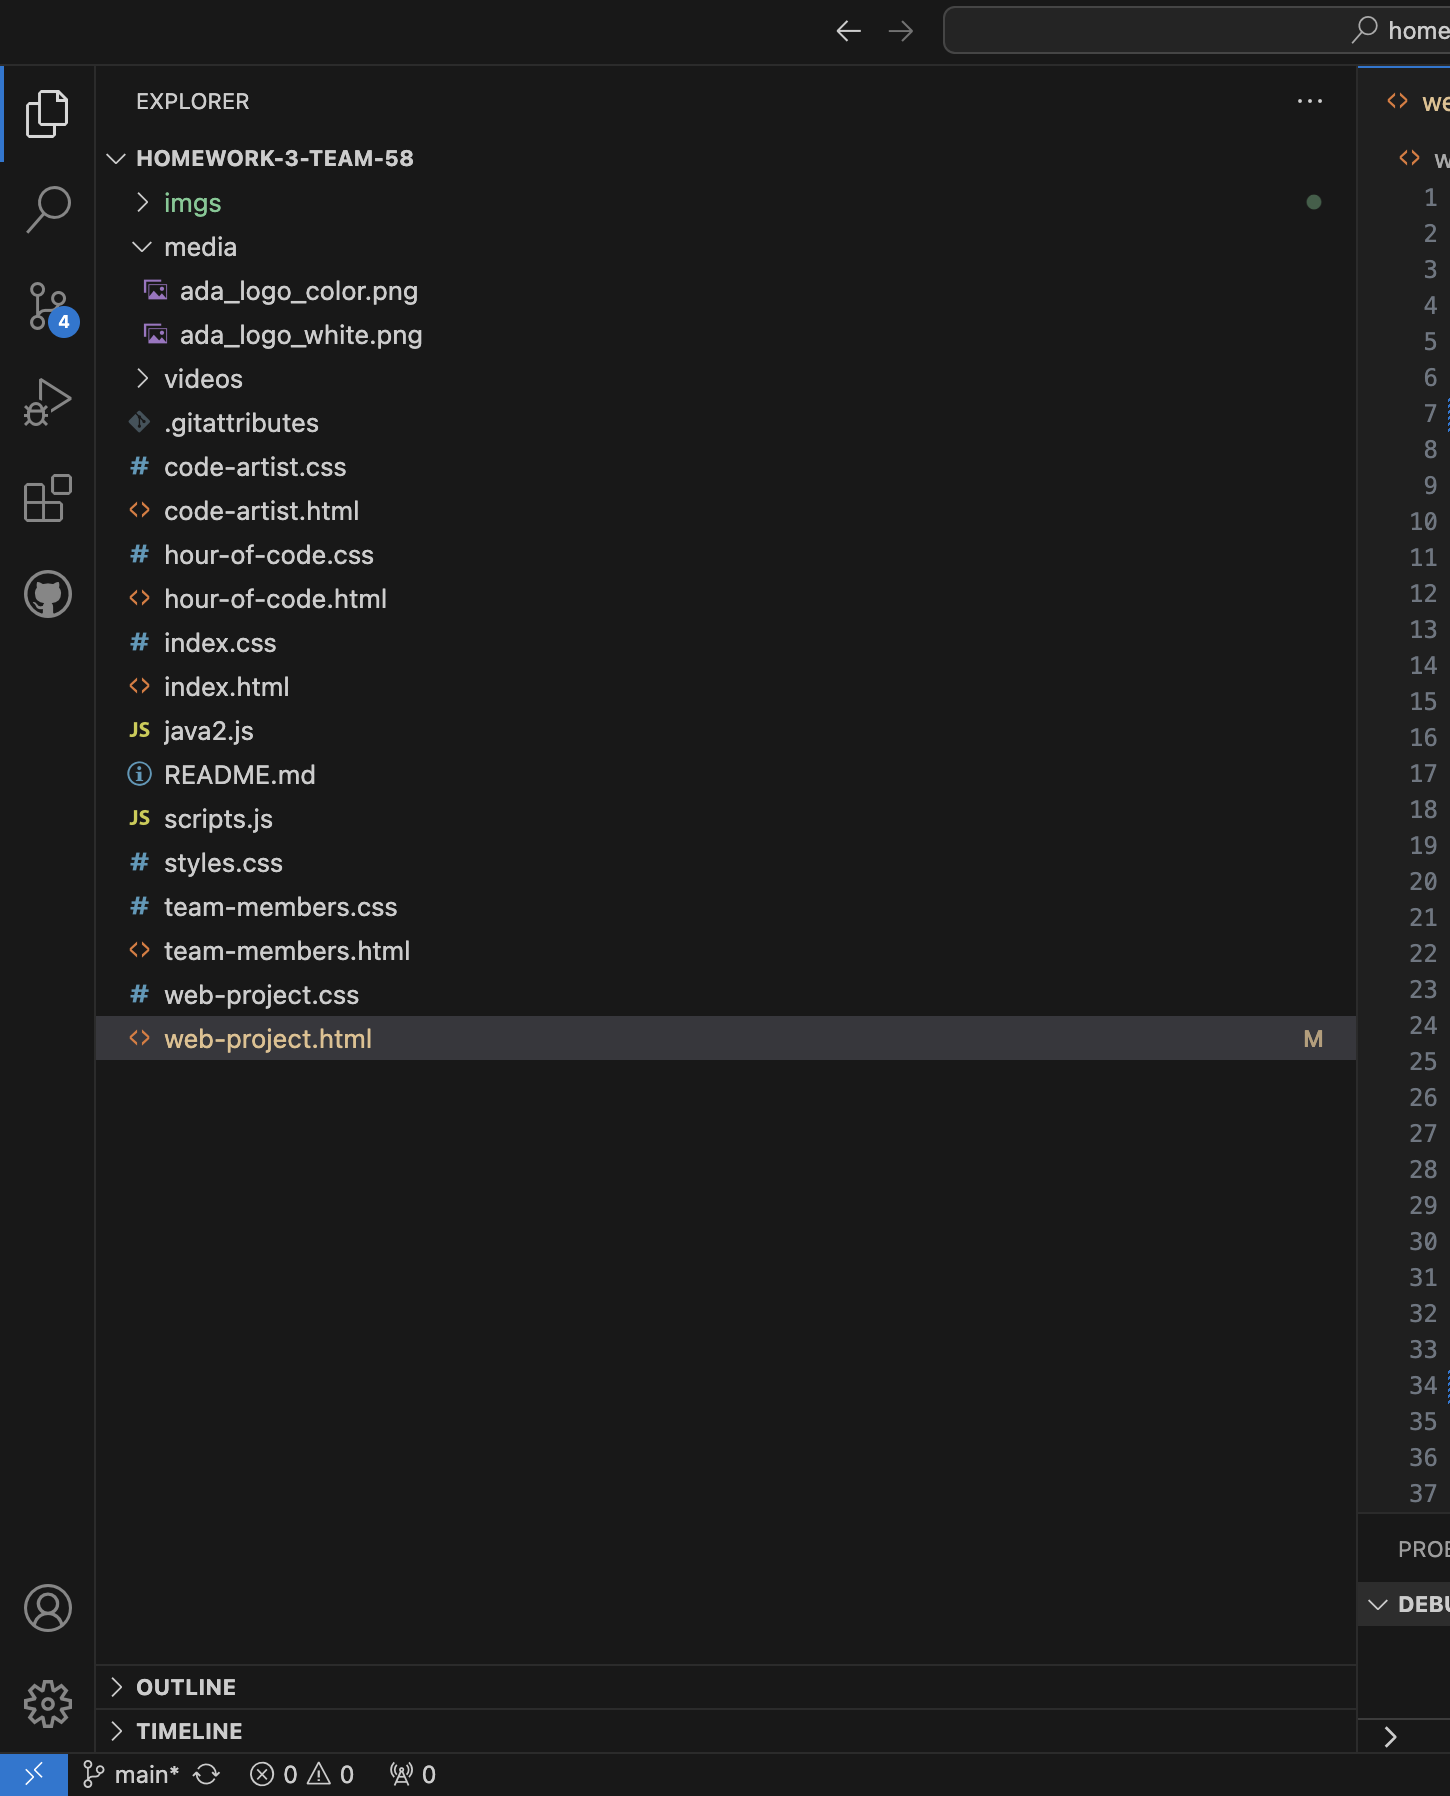 home
EXPLORER
HOMEWORK-3-TEAM-58
imgs
media
ada_logo_color.png
ada_logo_white.png
videos
.gitattributes
# code-artist.css
<> code-artist.html
# hour-of-code.css
<> hour-of-code.html
# index.css
<> index.html
JS java2.js
README.md
JS scripts.js
# styles.css
# team-members.css
<> team-members.html
# web-project.css
<> web-project.html M
4
OUTLINE
TIMELINE
main* 0 0 0
<> we
<> w
1
2
3
4
5
6
7
8
9
10
11
12
13
14
15
16
17
18
19
20
21
22
23
24
25
26
27
28
29
30
31
32
33
34
35
36
37
PROB
DEBU